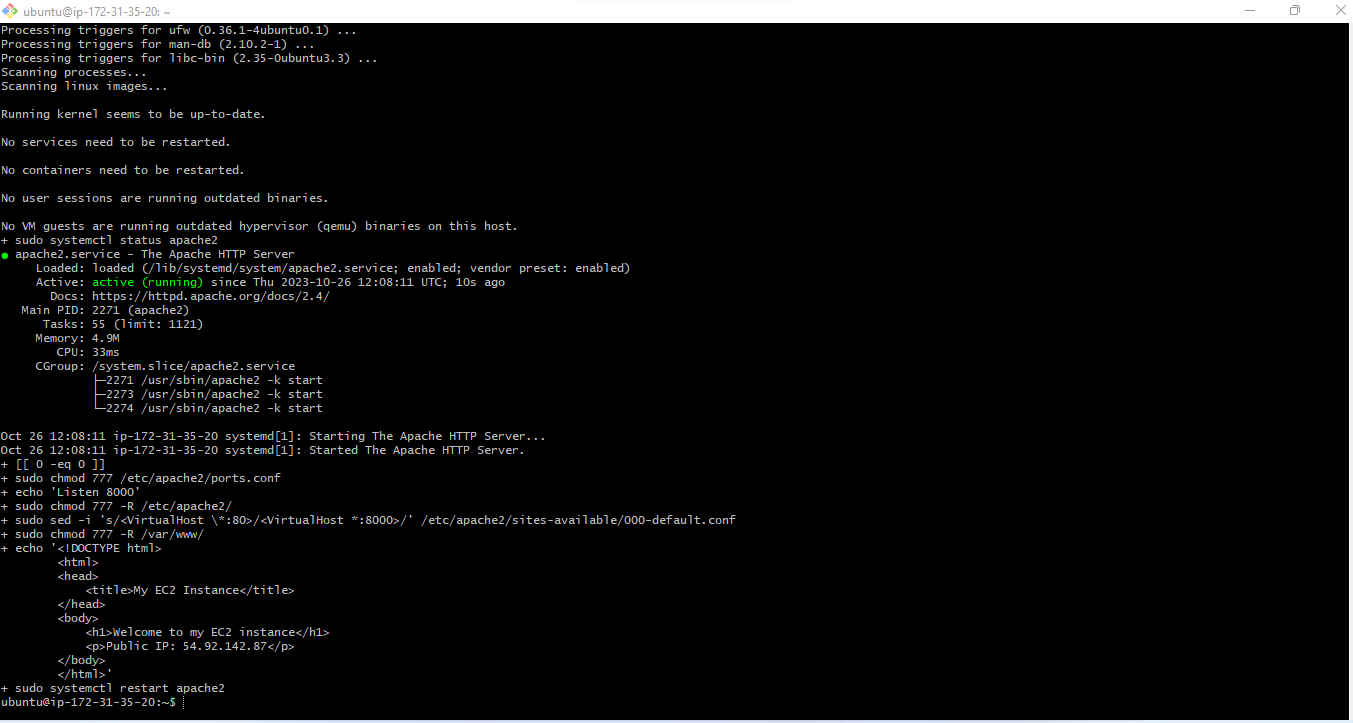 ubuntu@ip-172-31-35-20: ~
Processing triggers for ufw (0.36.1-4ubuntu0.1) ...
Processing triggers for man-db (2.10.2-1) ...
Processing triggers for libc-bin (2.35-0ubuntu3.3) ...
Scanning processes...
Scanning linux images...

Running kernel seems to be up-to-date.

No services need to be restarted.

No containers need to be restarted.

No user sessions are running outdated binaries.

No VM guests are running outdated hypervisor (qemu) binaries on this host.
+ sudo systemctl status apache2
● apache2.service - The Apache HTTP Server
     Loaded: loaded (/lib/systemd/system/apache2.service; enabled; vendor preset: enabled)
     Active: active (running) since Thu 2023-10-26 12:08:11 UTC; 10s ago
       Docs: https://httpd.apache.org/docs/2.4/
   Main PID: 2271 (apache2)
      Tasks: 55 (limit: 1121)
     Memory: 4.9M
        CPU: 33ms
     CGroup: /system.slice/apache2.service
             ├─2271 /usr/sbin/apache2 -k start
             ├─2273 /usr/sbin/apache2 -k start
             └─2274 /usr/sbin/apache2 -k start

Oct 26 12:08:11 ip-172-31-35-20 systemd[1]: Starting The Apache HTTP Server...
Oct 26 12:08:11 ip-172-31-35-20 systemd[1]: Started The Apache HTTP Server.
+ [[ 0 -eq 0 ]]
+ sudo chmod 777 /etc/apache2/ports.conf
+ echo 'Listen 8000'
+ sudo chmod 777 -R /etc/apache2/
+ sudo sed -i 's/<VirtualHost \*:80>/<VirtualHost *:8000>/' /etc/apache2/sites-available/000-default.conf
+ sudo chmod 777 -R /var/www/
+ echo '<!DOCTYPE html>
        <html>
        <head>
            <title>My EC2 Instance</title>
        </head>
        <body>
            <h1>Welcome to my EC2 instance</h1>
            <p>Public IP: 54.92.142.87</p>
        </body>
        </html>'
+ sudo systemctl restart apache2
ubuntu@ip-172-31-35-20:~$